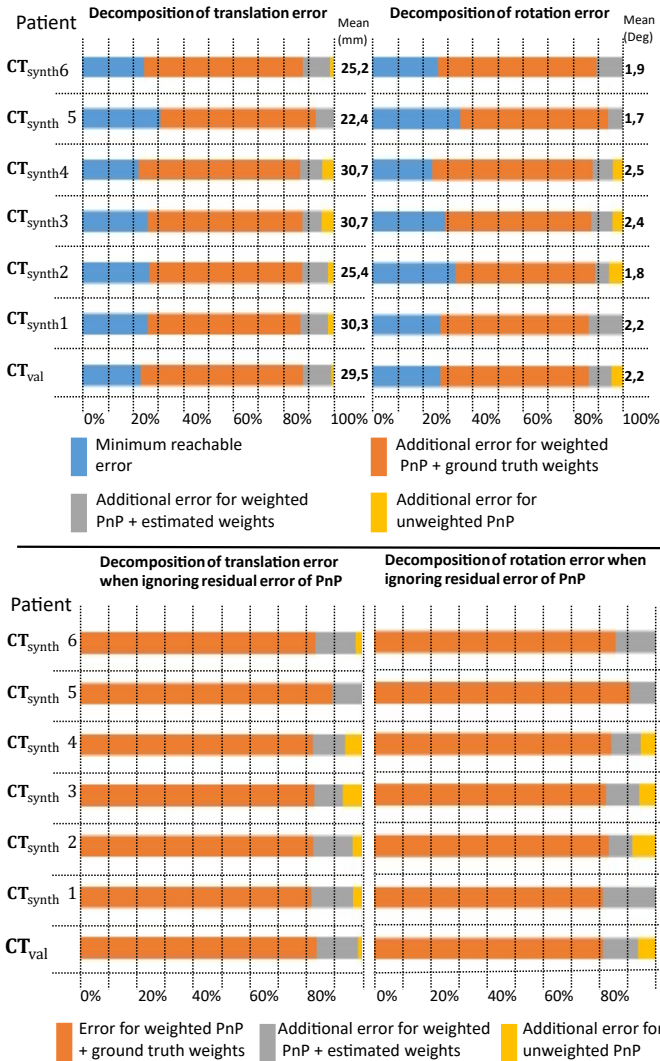 Patient
Decomposition of translation error
Mean
(mm)
Decomposition of rotation error
Mean
(Deg)
CTsynth6
25,2
1,9
CTsynth 5
22,4
1,7
CTsynth4
30,7
2,5
CTsynth3
30,7
2,4
CTsynth2
25,4
1,8
CTsynth1
30,3
2,2
CTval
29,5
2,2
0% 20% 40% 60% 80% 100%
0% 20% 40% 60% 80% 100%
Minimum reachable
error
Additional error for weighted
PnP + ground truth weights
Additional error for weighted
PnP + estimated weights
Additional error for
unweighted PnP
Decomposition of translation error
when ignoring residual error of PnP
Decomposition of rotation error when
ignoring residual error of PnP
Patient
CTsynth 6
CTsynth 5
CTsynth 4
CTsynth 3
CTsynth 2
CTsynth 1
CTval
0% 20% 40% 60% 80%
0% 20% 40% 60% 80%
Error for weighted PnP
+ ground truth weights
Additional error for weighted
PnP + estimated weights
Additional error for
unweighted PnP